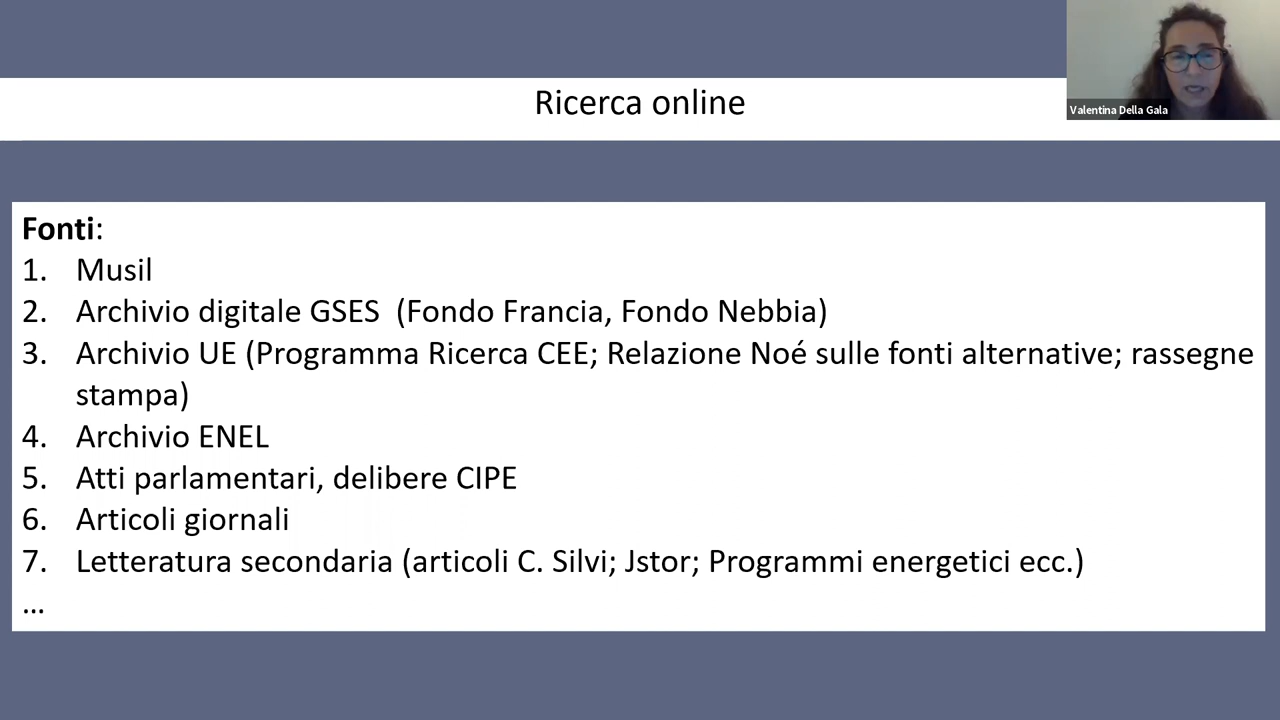 Ricerca online
Valentina Della Gala
Fonti:
1. Musil
2. Archivio digitale GSES (Fondo Francia, Fondo Nebbia)
3. Archivio UE (Programma Ricerca CEE; Relazione Noé sulle fonti alternative; rassegne
stampa)
4. Archivio ENEL
5. Atti parlamentari, delibere CIPE
6. Articoli giornali
7. Letteratura secondaria (articoli C. Silvi; Jstor; Programmi energetici ecc.)
...